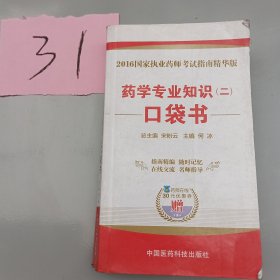 31
2016国家执业药师考试指南精华版
药学专业知识(二)
口袋书
总主编 宋粉云 主编 何冰
指南精编 随时记忆
在线交流 名师指导
中国医药科技出版社